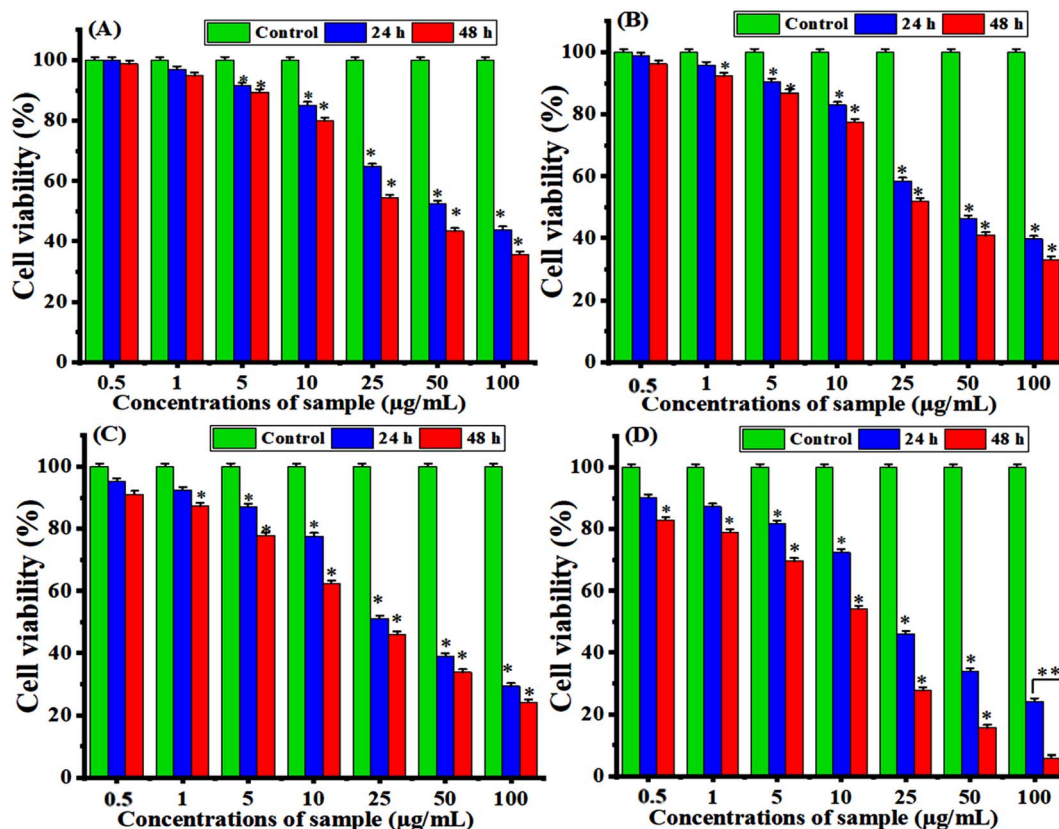 (A)
Control 24 h 48 h
Cell viability (%)
100
80
60
40
20
0
* * * * * * * * * *
0.5 1 5 10 25 50 100
Concentrations of sample (µg/mL)
(B)
Control 24 h 48 h
Cell viability (%)
100
80
60
40
20
0
* * * * * * * * * * *
0.5 1 5 10 25 50 100
Concentrations of sample (µg/mL)
(C)
Control 24 h 48 h
Cell viability (%)
100
80
60
40
20
0
* * * * * * * * * * *
0.5 1 5 10 25 50 100
Concentrations of sample (µg/mL)
(D)
Control 24 h 48 h
Cell viability (%)
100
80
60
40
20
0
* * * * * * * * * * **
0.5 1 5 10 25 50 100
Concentrations of sample (µg/mL)